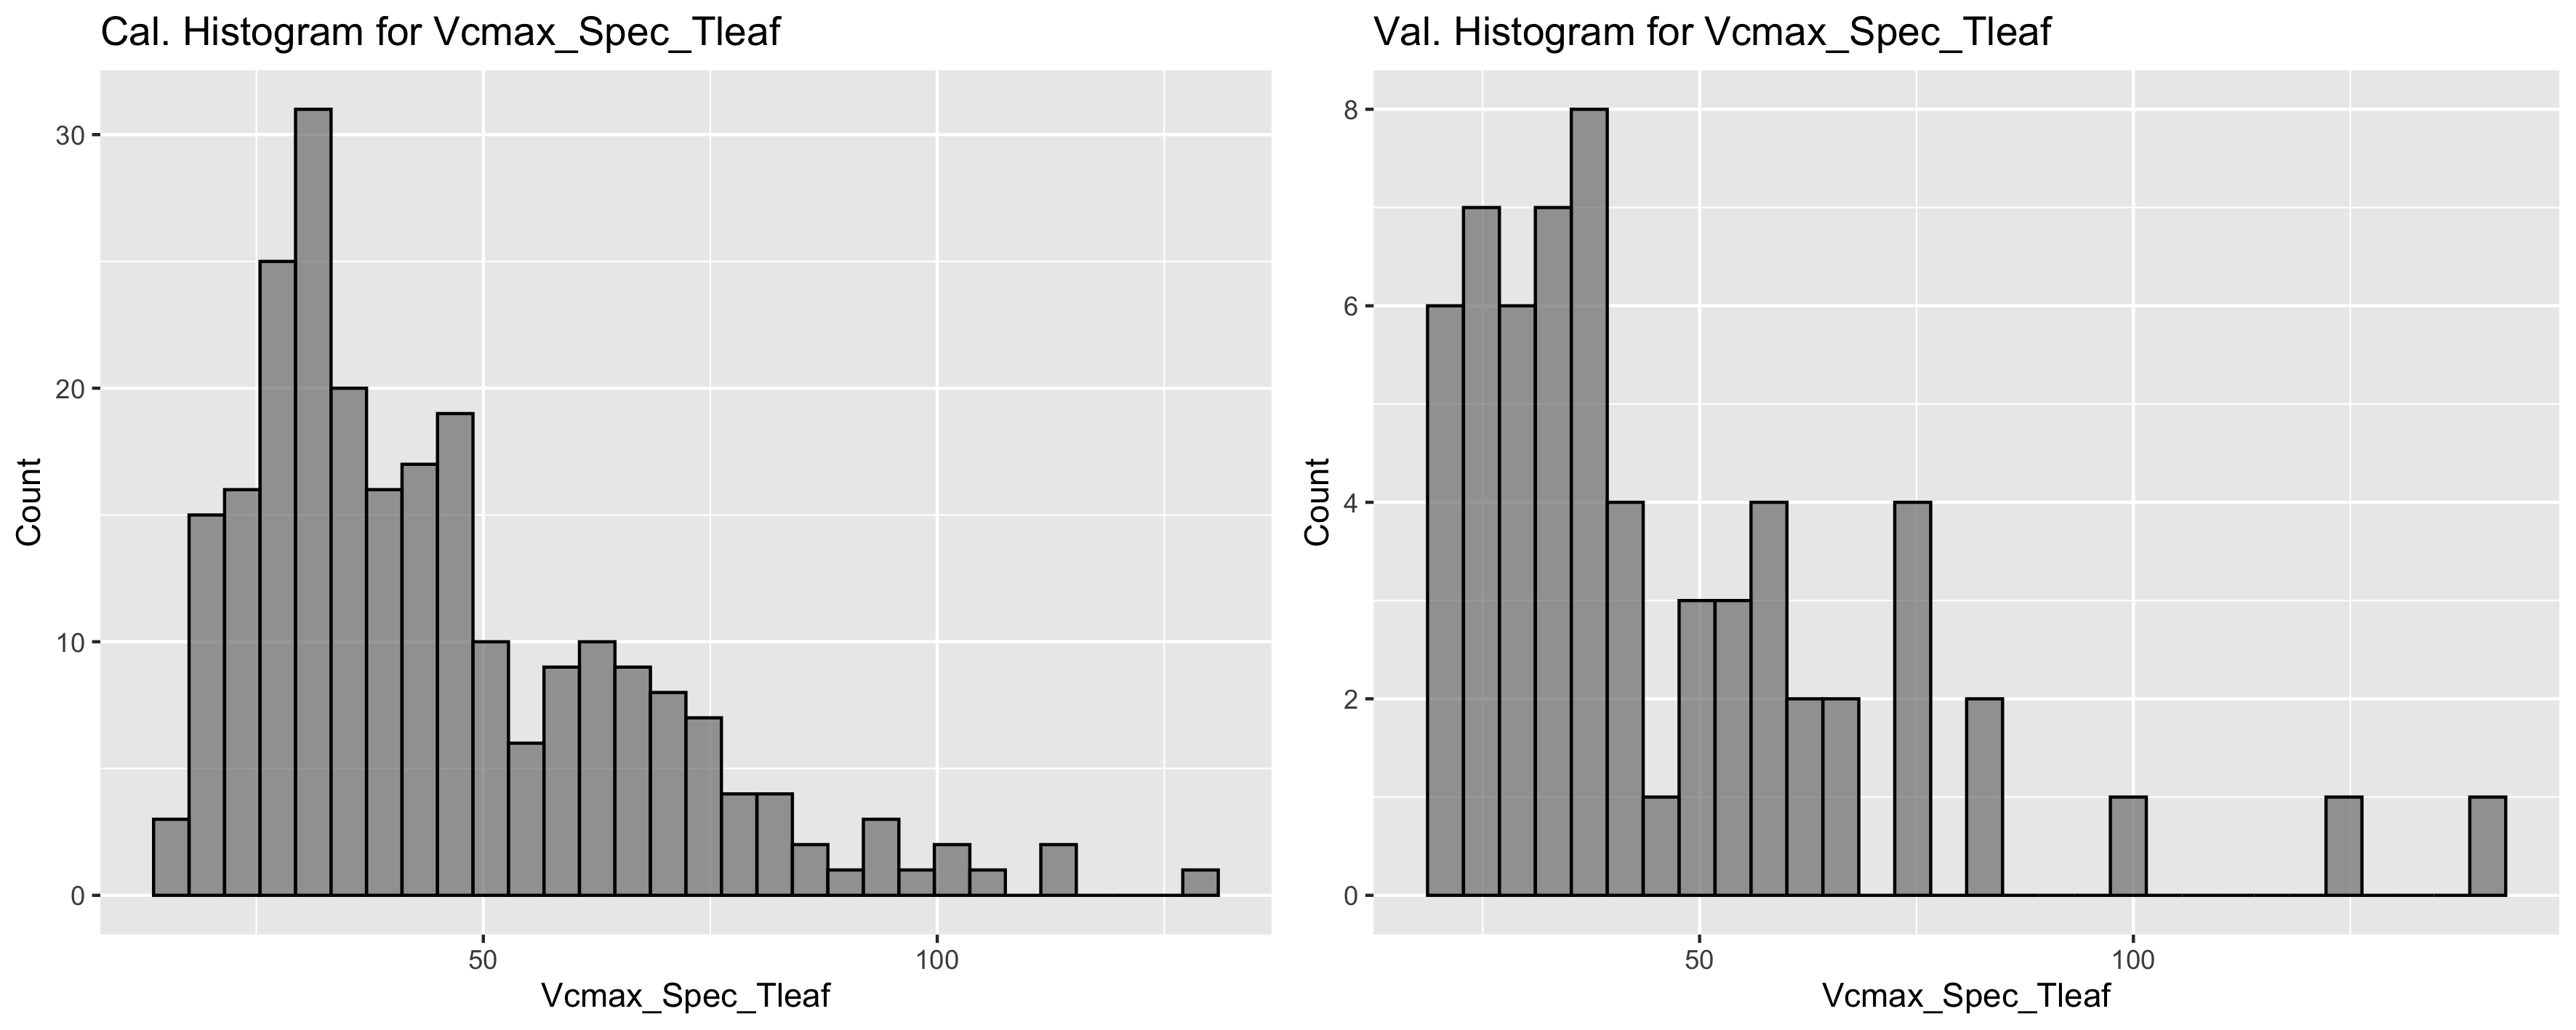 Cal. Histogram for Vcmax_Spec_Tleaf
30
20
10
0
Count
50
100
Vcmax_Spec_Tleaf
Val. Histogram for Vcmax_Spec_Tleaf
8
6
4
2
0
Count
50
100
Vcmax_Spec_Tleaf